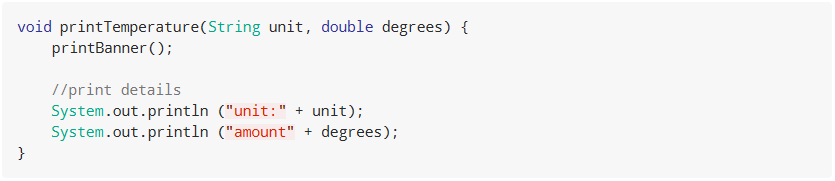 void printTemperature(String unit, double degrees) {
    printBanner();

    //print details
    System.out.println ("unit:" + unit);
    System.out.println ("amount" + degrees);
}